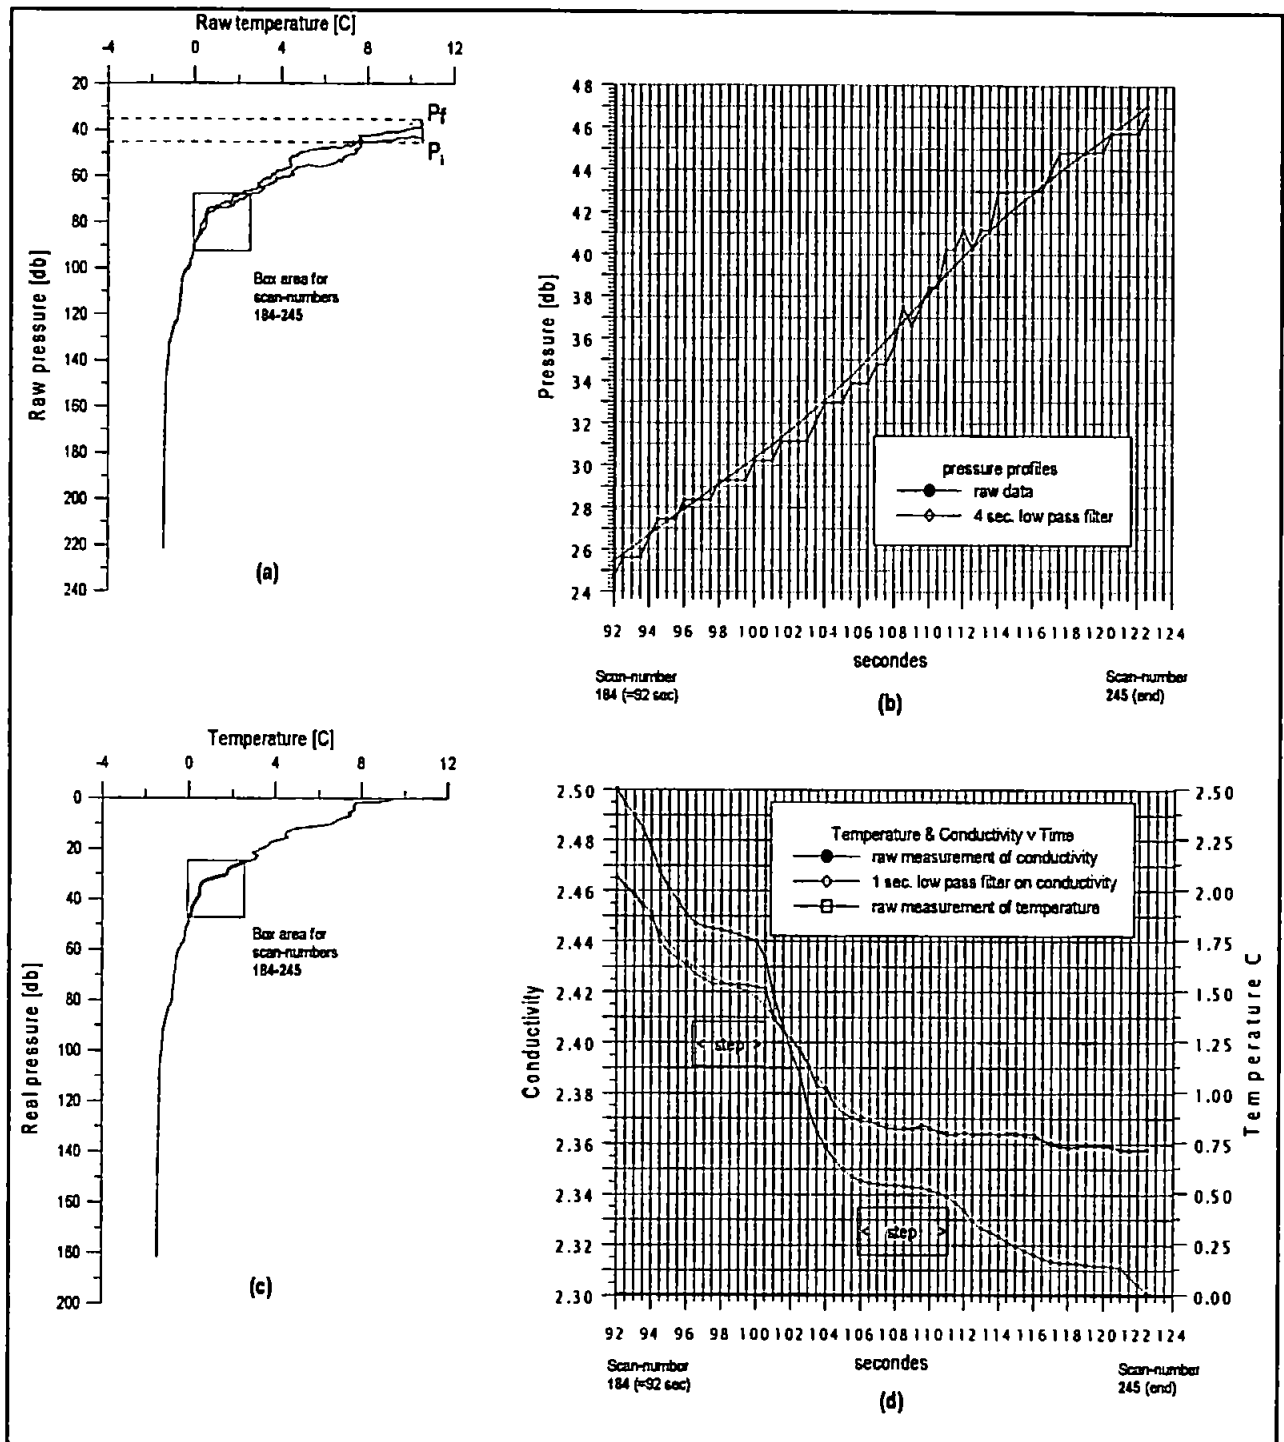 Raw temperature [C]
-4 0 4 8 12
20
40
60
80
100
120
140
150
180
200
220
240
Raw pressure [db]
Pf
Pi
Box area for
scan-numbers
184-245
(a)
48
46
44
42
40
38
36
34
32
30
28
26
24
Pressure [db]
pressure profiles
raw data
4 sec. low pass filter
92 94 96 98 100 102 104 106 108 110 112 114 116 118 120 122 124
secondes
Scan-number
184 (=92 sec)
Scan-number
245 (end)
(b)
Temperature [C]
-4 0 4 8 12
0
20
40
60
80
100
120
140
150
180
200
Real pressure [db]
Box area for
scan-numbers
184-245
(c)
2.50
2.48
2.46
2.44
2.42
2.40
2.38
2.36
2.34
2.32
2.30
Conductivity
Temperature & Conductivity v Time
raw measurement of conductivity
1 sec. low pass filter on conductivity
raw measurement of temperature
< step >
< step >
2.50
2.25
2.00
1.75
1.50
1.25
1.00
0.75
0.50
0.25
0.00
Temperature C
92 94 96 98 100 102 104 106 108 110 112 114 116 118 120 122 124
secondes
Scan-number
184 (=92 sec)
Scan-number
245 (end)
(d)